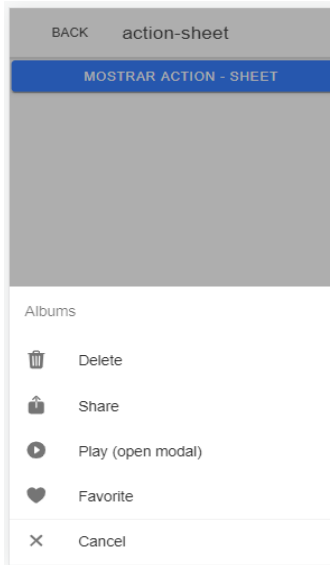 BACK action-sheet
MOSTRAR ACTION - SHEET
Albums
Delete
Share
Play (open modal)
Favorite
Cancel